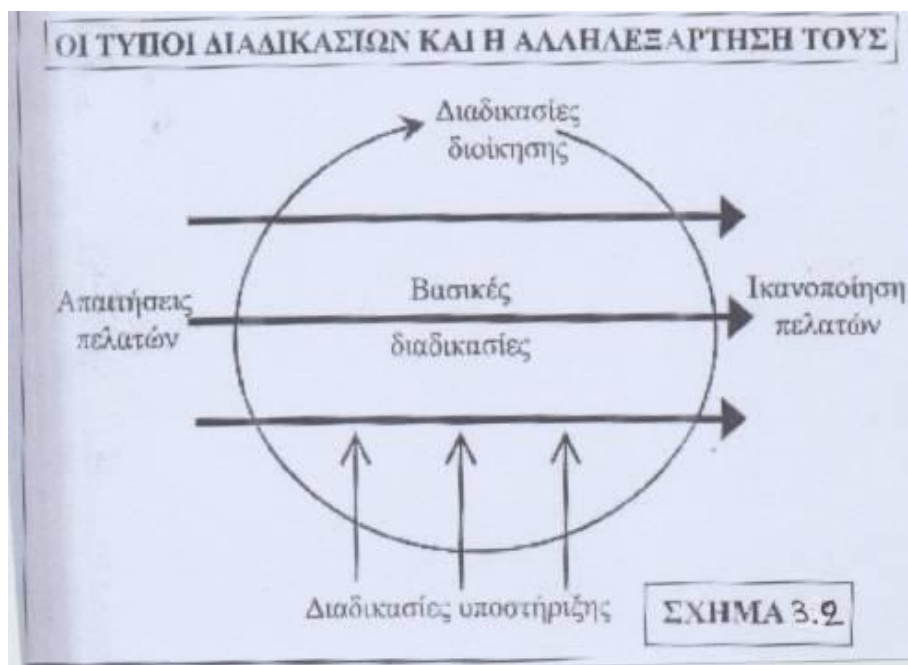 ΟΙ ΤΥΠΟΙ ΔΙΑΔΙΚΑΣΙΩΝ ΚΑΙ Η ΑΛΛΗΛΕΞΑΡΤΗΣΗ ΤΟΥΣ
Διαδικασίες
διοίκησης
Απαιτήσεις
πελατών
Βασικές
διαδικασίες
Ικανοποίηση
πελατών
Διαδικασίες υποστήριξης
ΣΧΗΜΑ 3.2